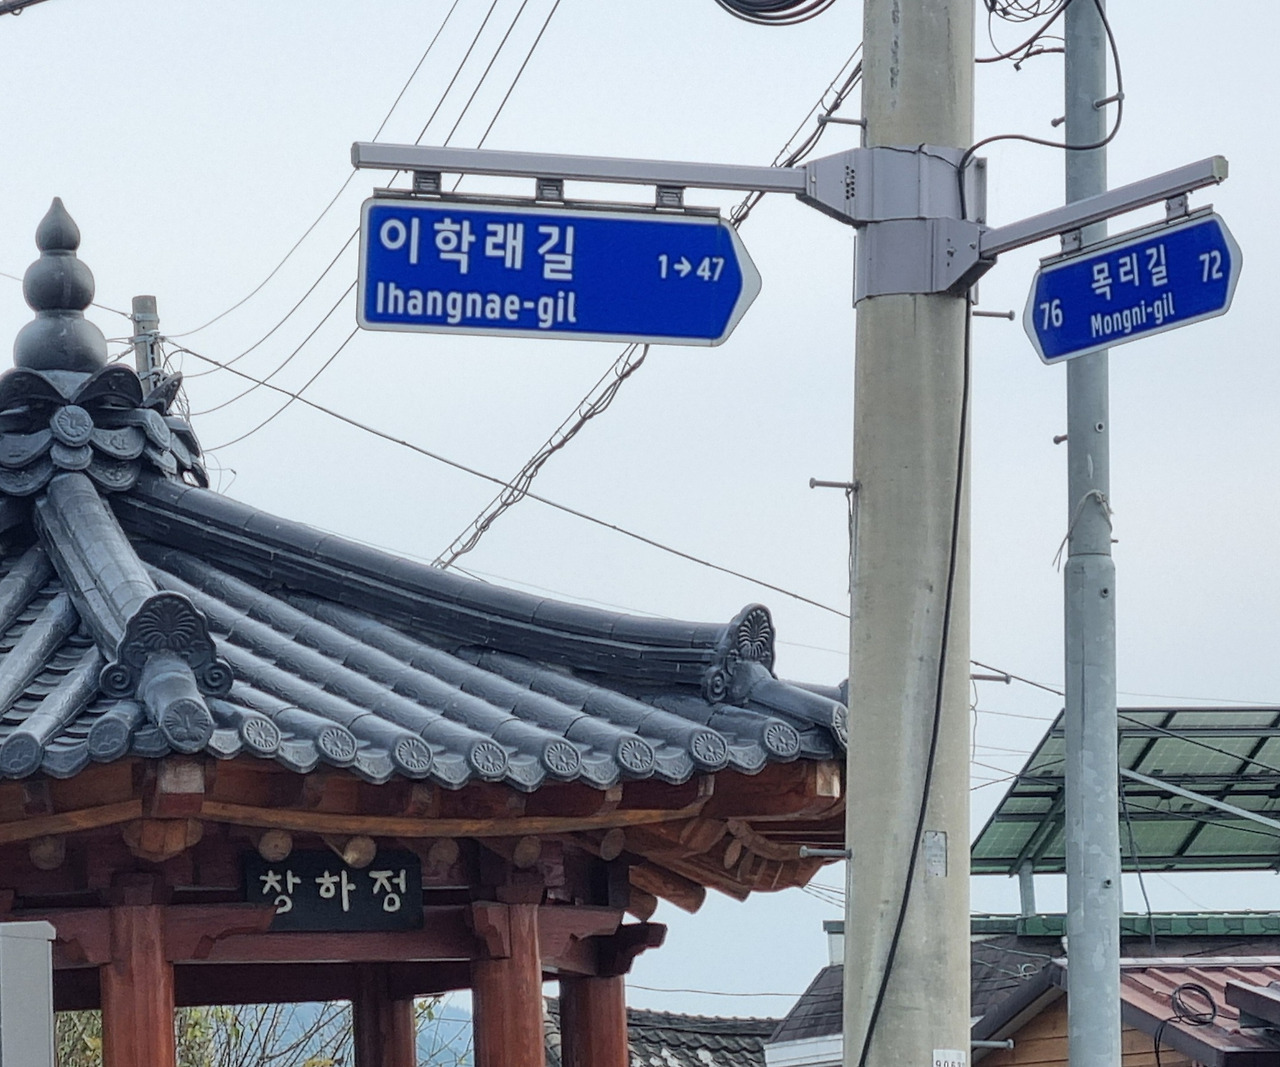 이학래길 1→47
Ihangnae-gil
76 목리길 72
Mongni-gil
창하정